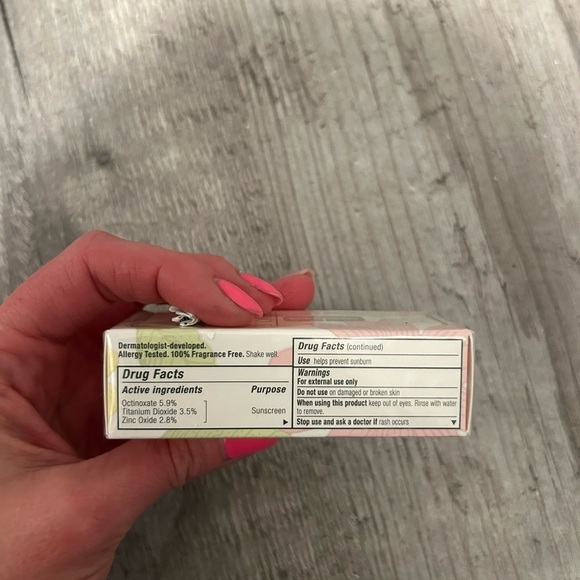 Dermatologist-developed.
Allergy Tested. 100% Fragrance Free. Shake well.
Drug Facts
Active ingredients Purpose
Octinoxate 5.9%
Titanium Dioxide 3.5% Sunscreen
Zinc Oxide 2.8%
Drug Facts (continued)
Use helps prevent sunburn
Warnings
For external use only
Do not use on damaged or broken skin
When using this product keep out of eyes. Rinse with water
to remove.
Stop use and ask a doctor if rash occurs